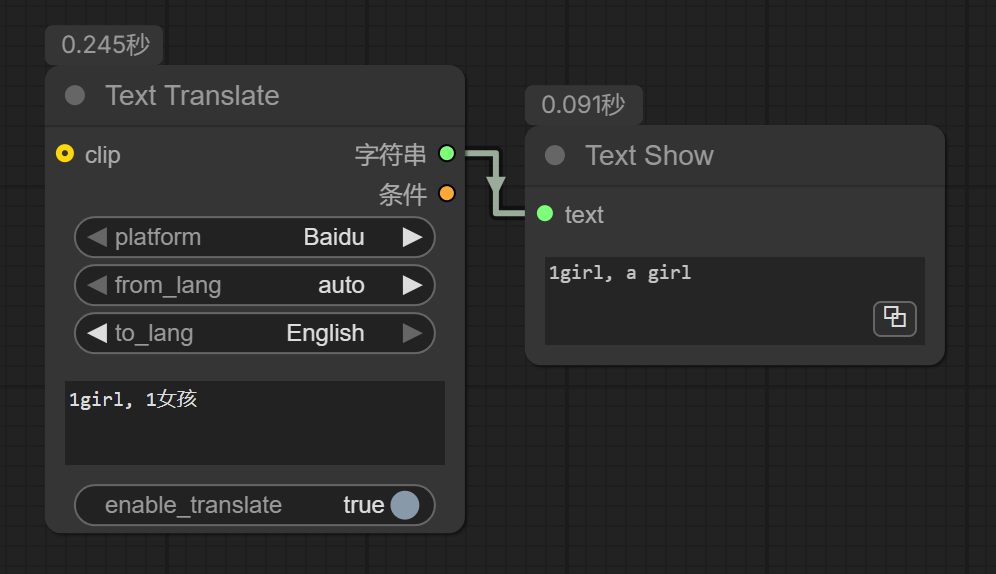 0.245秒
Text Translate
clip
字符串
条件
platform Baidu
from_lang auto
to_lang English
1girl, 1女孩
enable_translate true
0.091秒
Text Show
text
1girl, a girl